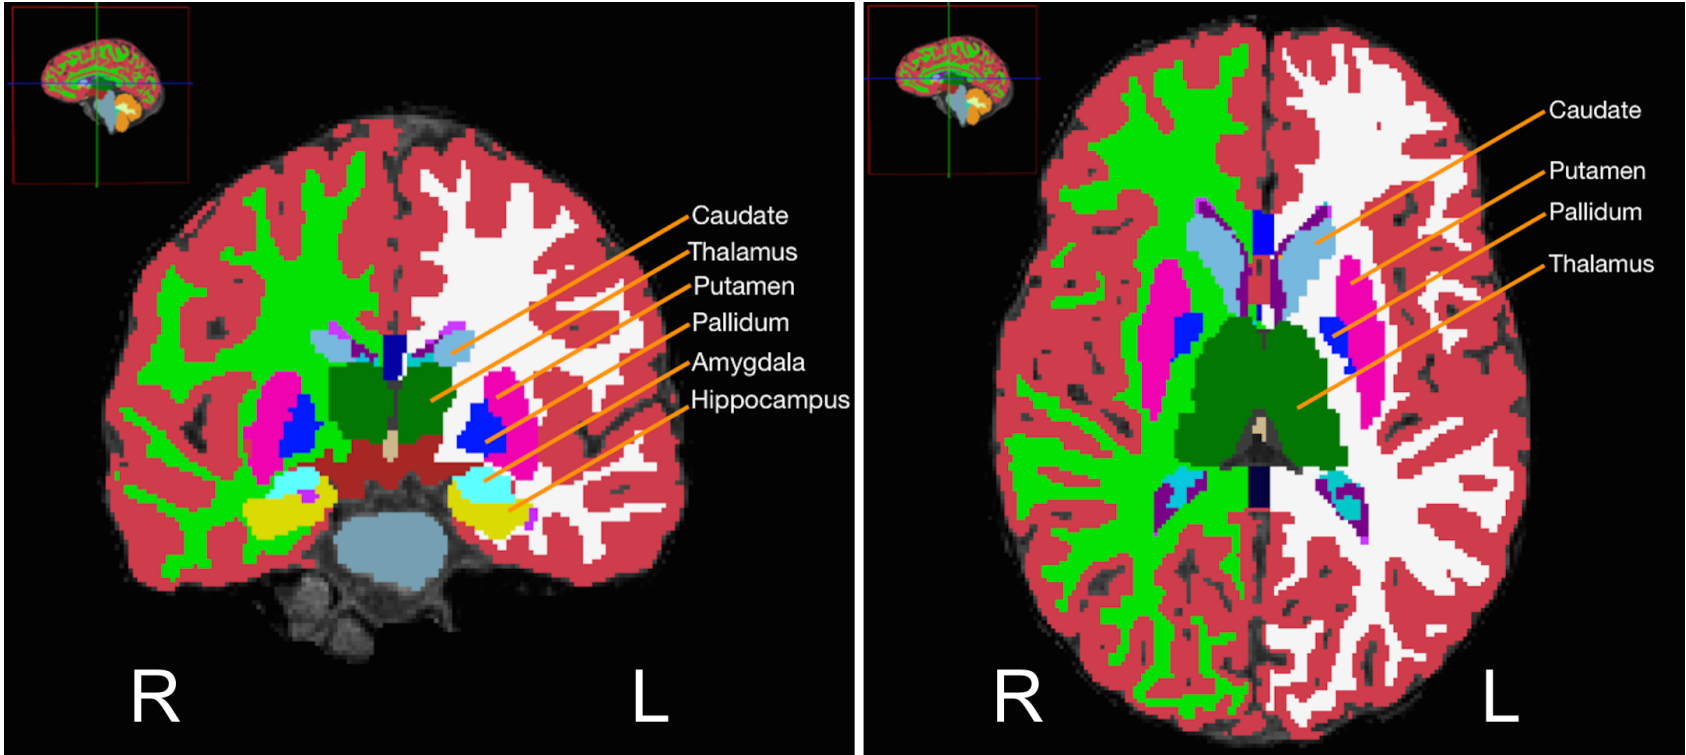 Caudate
Thalamus
Putamen
Pallidum
Amygdala
Hippocampus
R
L
Caudate
Putamen
Pallidum
Thalamus
R
L